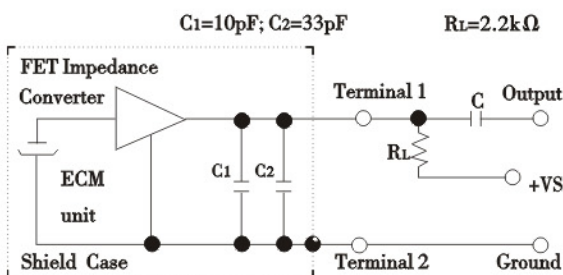 C1=10pF; C2=33pF RL=2.2kΩ
FET Impedance
Converter
Terminal 1
C
Output
RL
C1
C2
ECM
unit
+VS
Shield Case
Terminal 2
Ground